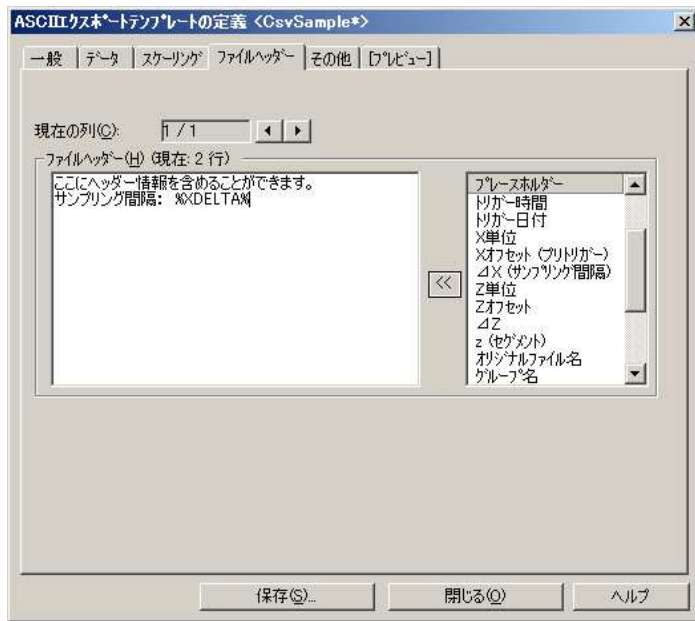 ASCIIエクスポートテンプレートの定義 <CsvSample*>
一般 データ スケーリング ファイルヘッダー その他 [プレビュー]
現在の列(C): 1 / 1
ファイルヘッダー(H) (現在: 2 行)
ここにヘッダー情報を含めることができます。
サンプリング間隔: %XDELTA%
<<
プレースホルダー
トリガー時間
トリガー日付
X単位
Xオフセット (プリトリガー)
⊿X (サンプリング間隔)
Z単位
Zオフセット
⊿Z
z (セグメント)
オリジナルファイル名
グループ名
保存(S)... 閉じる(O) ヘルプ